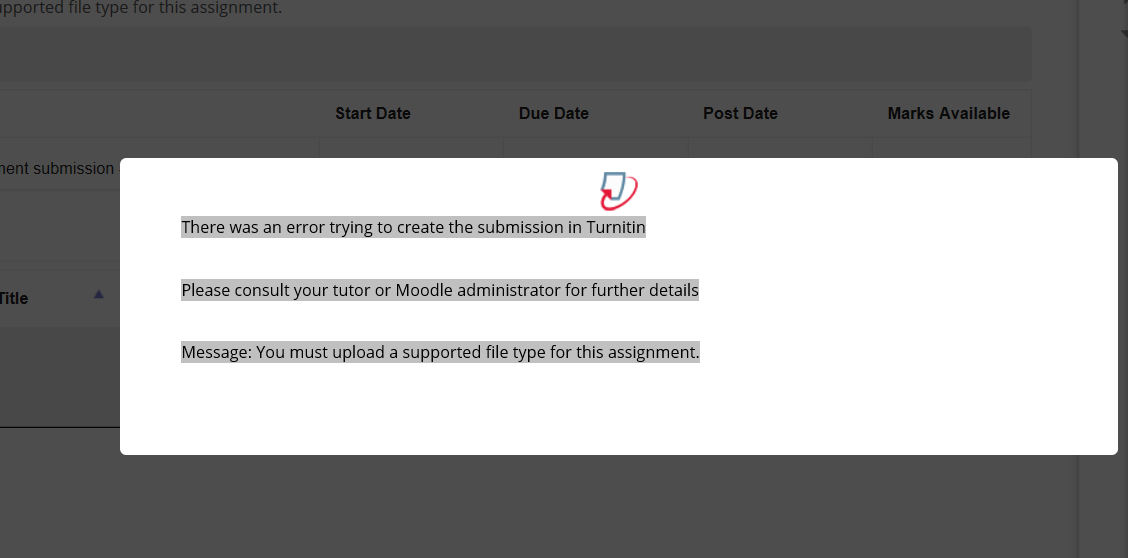 supported file type for this assignment.
Start Date Due Date Post Date Marks Available
submission
There was an error trying to create the submission in Turnitin
Please consult your tutor or Moodle administrator for further details
Title
Message: You must upload a supported file type for this assignment.